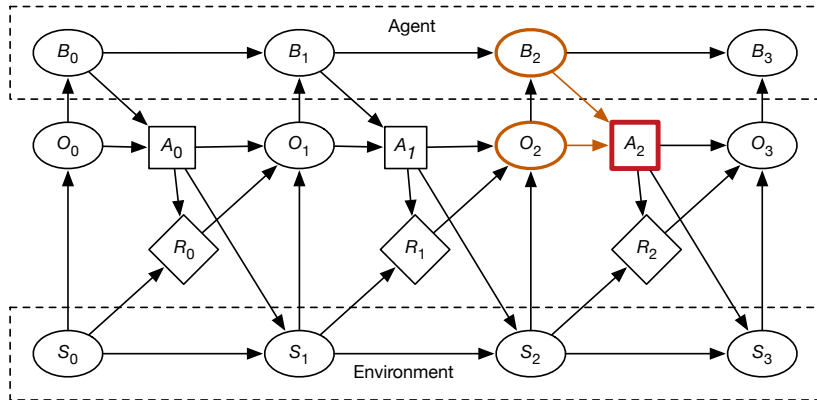 Agent
B0 B1 B2 B3
O0 A0 O1 A1 O2 A2 O3
R0 R1 R2
S0 S1 S2 S3
Environment